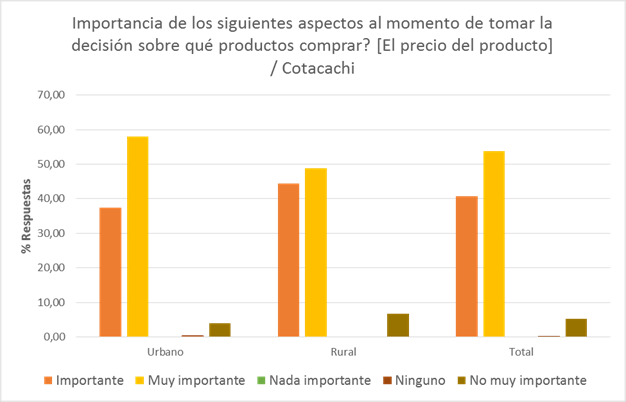 Importancia de los siguientes aspectos al momento de tomar la
decisión sobre qué productos comprar? [El precio del producto]
/ Cotacachi
70,00
60,00
50,00
40,00
30,00
20,00
10,00
0,00
% Respuestas
Urbano Rural Total
Importante Muy importante Nada importante Ninguno No muy importante